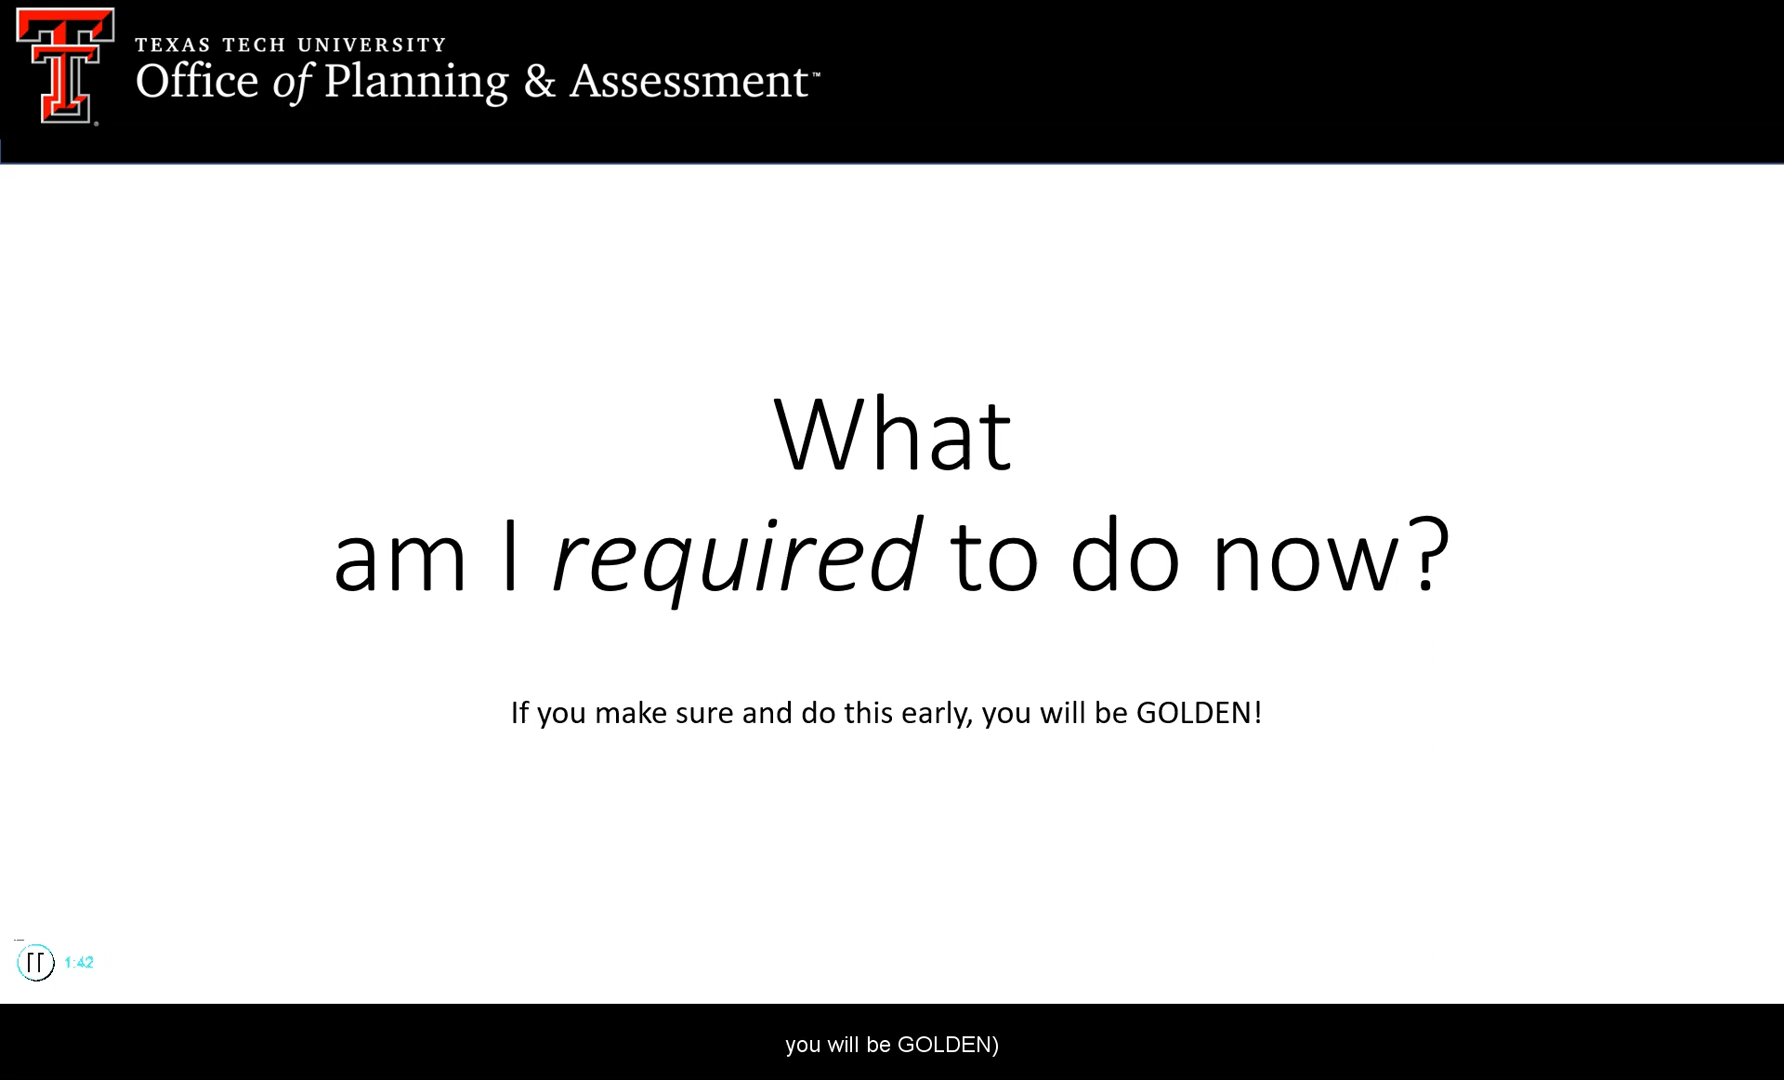 TEXAS TECH UNIVERSITY
Office of Planning & Assessment™
What
am I required to do now?
If you make sure and do this early, you will be GOLDEN!
1:42
you will be GOLDEN)